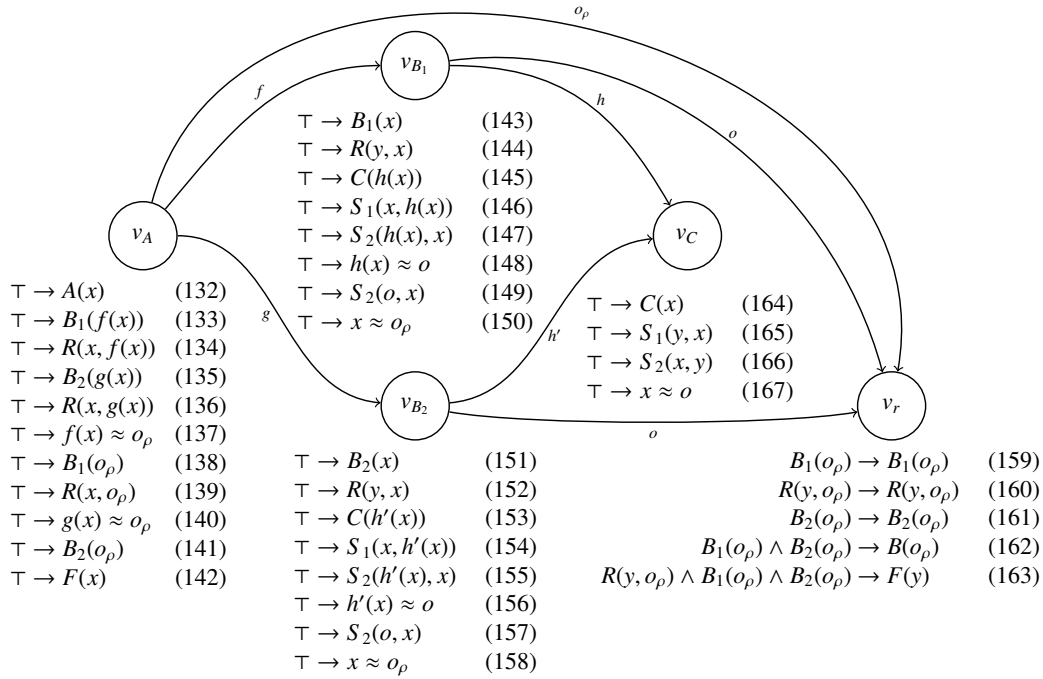 o_ρ
v_{B_1}
f
h
o
⊤ → B_1(x) (143)
⊤ → R(y, x) (144)
⊤ → C(h(x)) (145)
⊤ → S_1(x, h(x)) (146)
⊤ → S_2(h(x), x) (147)
⊤ → h(x) ≈ o (148)
⊤ → S_2(o, x) (149)
⊤ → x ≈ o_ρ (150)
v_A
v_C
⊤ → A(x) (132)
⊤ → B_1(f(x)) (133)
⊤ → R(x, f(x)) (134)
⊤ → B_2(g(x)) (135)
⊤ → R(x, g(x)) (136)
⊤ → f(x) ≈ o_ρ (137)
⊤ → B_1(o_ρ) (138)
⊤ → R(x, o_ρ) (139)
⊤ → g(x) ≈ o_ρ (140)
⊤ → B_2(o_ρ) (141)
⊤ → F(x) (142)
g
h′
⊤ → C(x) (164)
⊤ → S_1(y, x) (165)
⊤ → S_2(x, y) (166)
⊤ → x ≈ o (167)
v_{B_2}
o
v_r
⊤ → B_2(x) (151)
⊤ → R(y, x) (152)
⊤ → C(h′(x)) (153)
⊤ → S_1(x, h′(x)) (154)
⊤ → S_2(h′(x), x) (155)
⊤ → h′(x) ≈ o (156)
⊤ → S_2(o, x) (157)
⊤ → x ≈ o_ρ (158)
B_1(o_ρ) → B_1(o_ρ) (159)
R(y, o_ρ) → R(y, o_ρ) (160)
B_2(o_ρ) → B_2(o_ρ) (161)
B_1(o_ρ) ∧ B_2(o_ρ) → B(o_ρ) (162)
R(y, o_ρ) ∧ B_1(o_ρ) ∧ B_2(o_ρ) → F(y) (163)